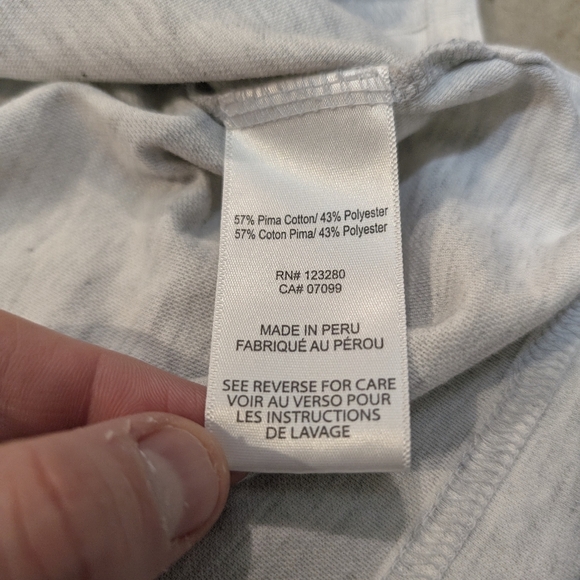 57% Pima Cotton/ 43% Polyester
57% Coton Pima/ 43% Polyester
RN# 123280
CA# 07099
MADE IN PERU
FABRIQUÉ AU PÉROU
SEE REVERSE FOR CARE
VOIR AU VERSO POUR
LES INSTRUCTIONS
DE LAVAGE